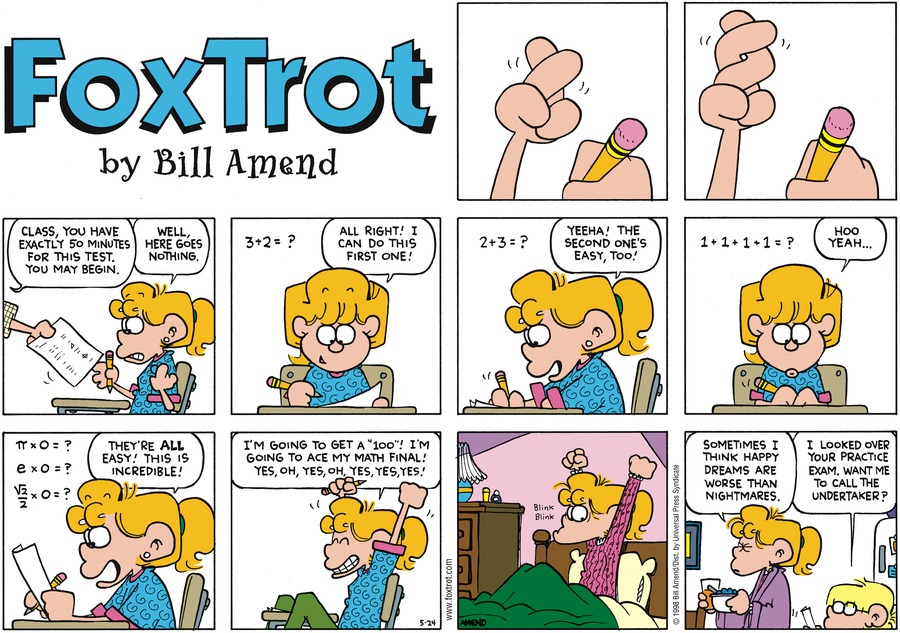 FoxTrot
by Bill Amend
CLASS, YOU HAVE
EXACTLY 50 MINUTES
FOR THIS TEST.
YOU MAY BEGIN.
WELL,
HERE GOES
NOTHING.
3+2= ?
ALL RIGHT! I
CAN DO THIS
FIRST ONE!
2+3= ?
YEEHA! THE
SECOND ONE'S
EASY, TOO!
1+1+1+1= ?
HOO
YEAH...
π x 0 = ?
e x 0 = ?
√2/2 x 0 = ?
THEY'RE ALL
EASY! THIS IS
INCREDIBLE!
I'M GOING TO GET A "100"! I'M
GOING TO ACE MY MATH FINAL!
YES, OH, YES, OH, YES, YES, YES!
5-24
www.foxtrot.com
Blink
Blink
AMEND
© 1998 Bill Amend/Dist. by Universal Press Syndicate
SOMETIMES I
THINK HAPPY
DREAMS ARE
WORSE THAN
NIGHTMARES.
I LOOKED OVER
YOUR PRACTICE
EXAM. WANT ME
TO CALL THE
UNDERTAKER?